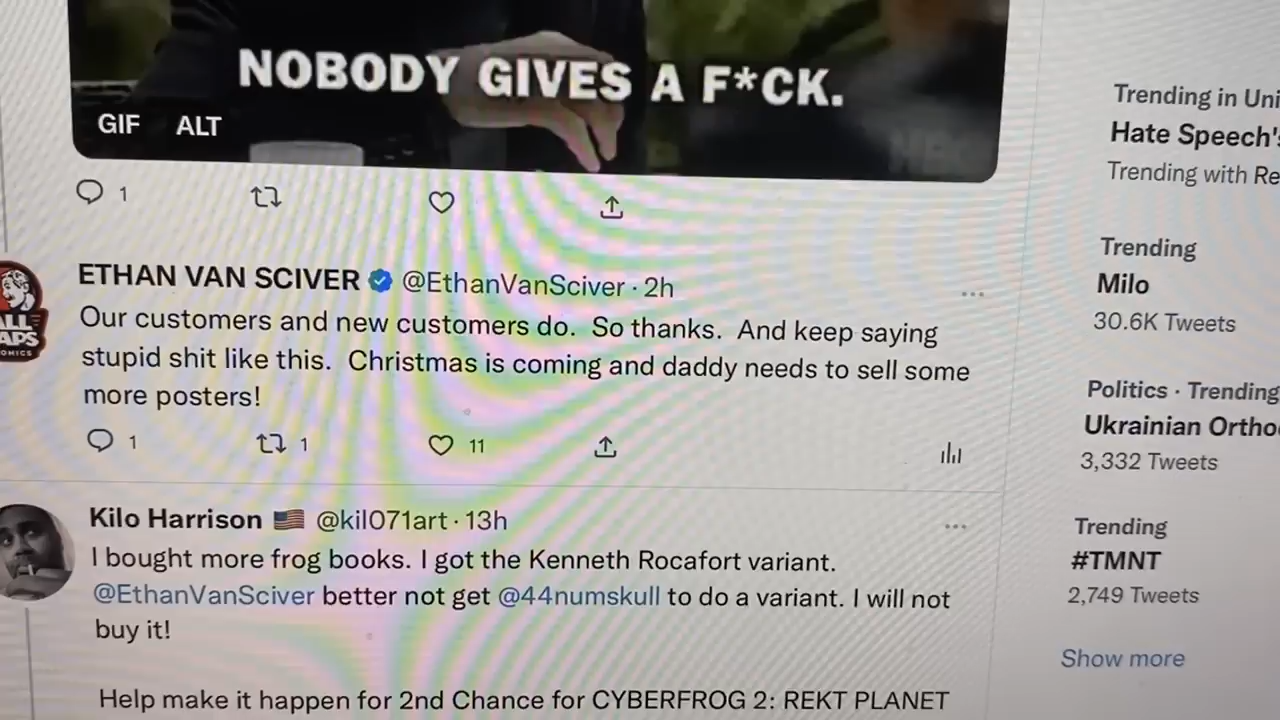 NOBODY GIVES A F*CK.
GIF ALT
1
ETHAN VAN SCIVER @EthanVanSciver · 2h
Our customers and new customers do. So thanks. And keep saying
stupid shit like this. Christmas is coming and daddy needs to sell some
more posters!
1 1 11
Kilo Harrison @kilo71art · 13h
I bought more frog books. I got the Kenneth Rocafort variant.
@EthanVanSciver better not get @44numskull to do a variant. I will not
buy it!
Help make it happen for 2nd Chance for CYBERFROG 2: REKT PLANET
ALL
CAPS
COMICS
Trending in Uni
Hate Speech's
Trending with Re
Trending
Milo
30.6K Tweets
Politics · Trending
Ukrainian Ortho
3,332 Tweets
Trending
#TMNT
2,749 Tweets
Show more